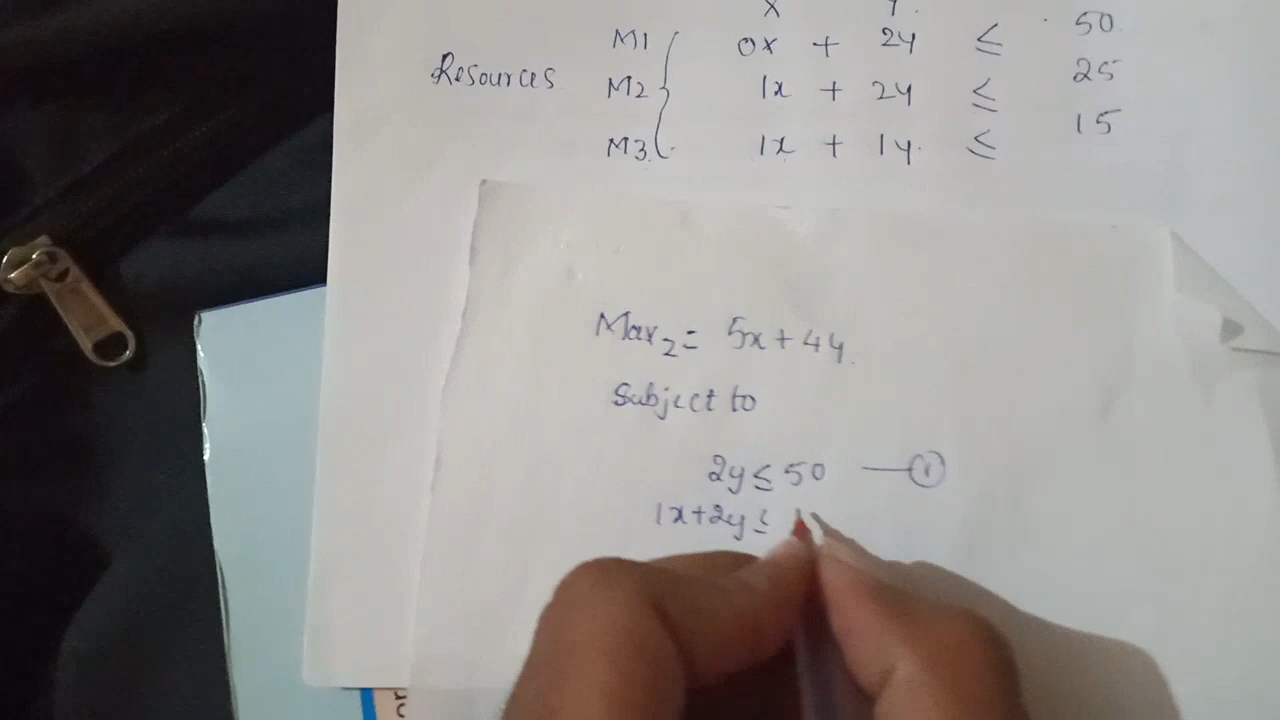 x y
M1 0x + 2y ≤ 50
Resources M2 1x + 2y ≤ 25
M3 1x + 1y ≤ 15
Max z = 5x + 4y.
Subject to
2y ≤ 50 — ①
1x + 2y ≤